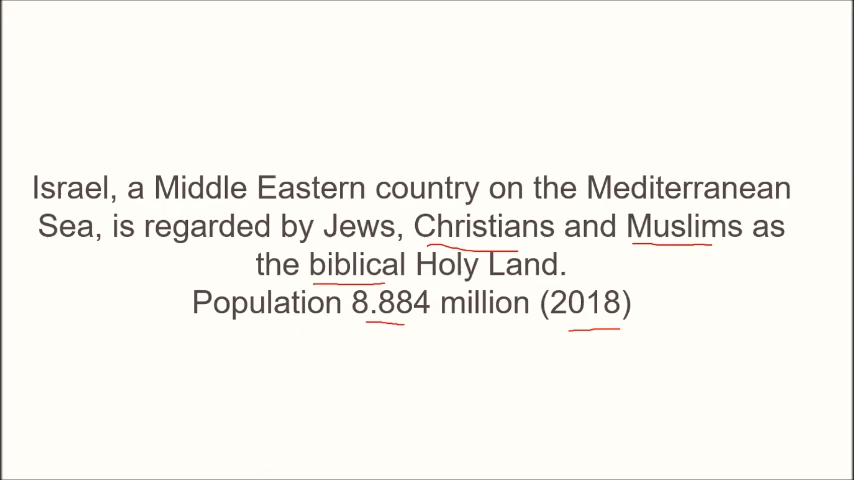 Israel, a Middle Eastern country on the Mediterranean
Sea, is regarded by Jews, Christians and Muslims as
the biblical Holy Land.
Population 8.884 million (2018)